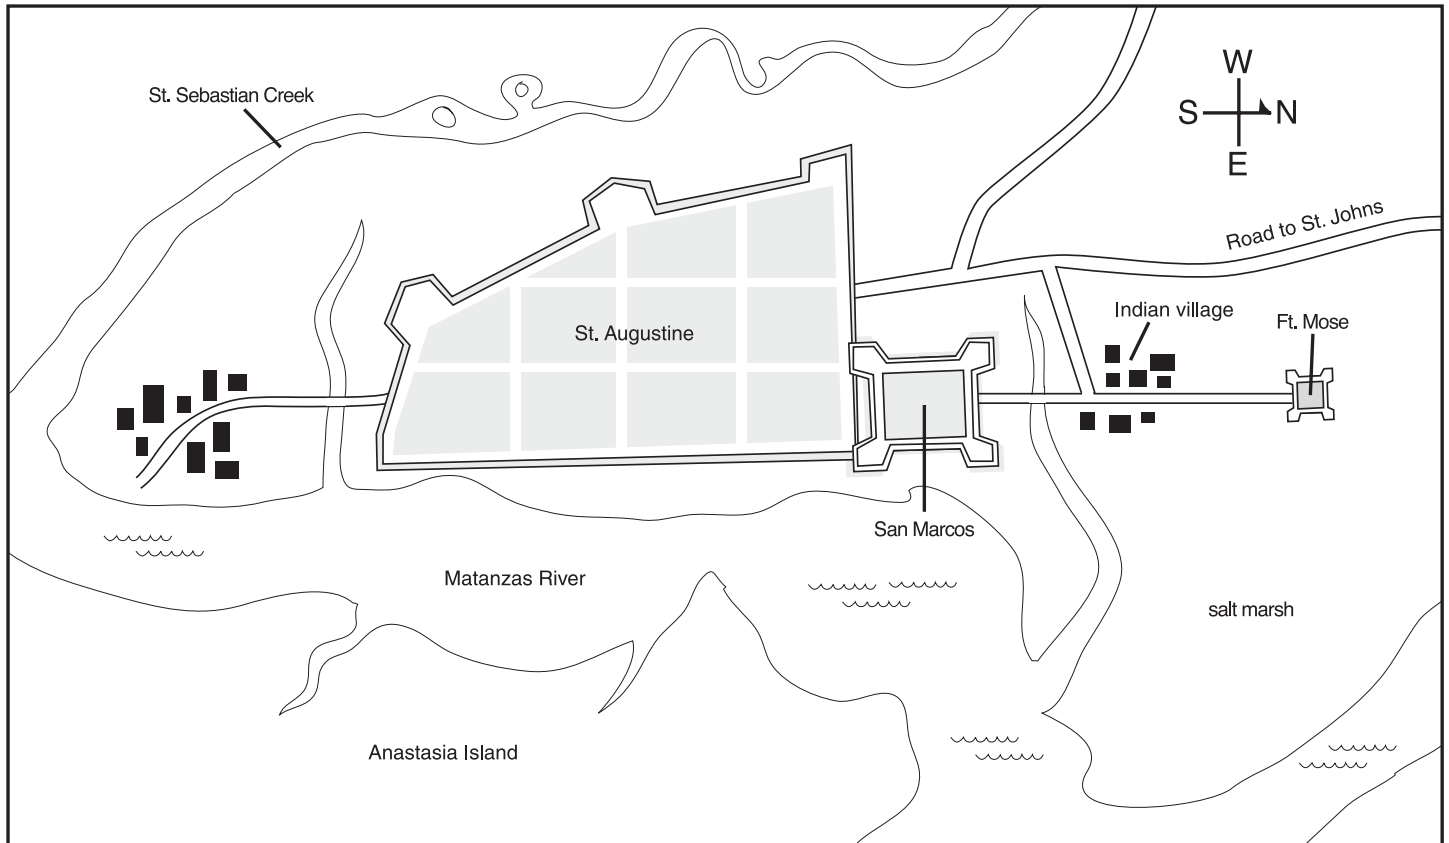 W
St. Sebastian Creek
S
N
E
Road to St. Johns
Indian village
Ft. Mose
St. Augustine
San Marcos
Matanzas River
salt marsh
Anastasia Island